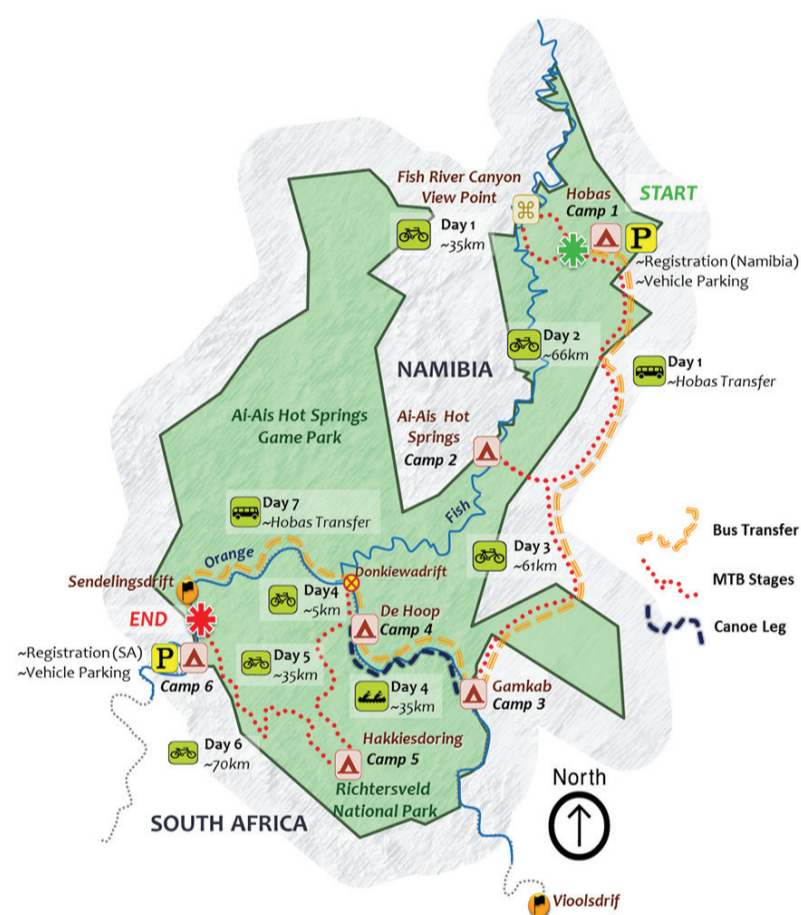 Fish River Canyon
View Point
Hobas
Camp 1
START
P
~Registration (Namibia)
~Vehicle Parking
Day 1
~35km
Day 2
~66km
NAMIBIA
Day 1
~Hobas Transfer
Ai-Ais Hot Springs
Game Park
Ai-Ais Hot
Springs
Camp 2
Day 7
~Hobas Transfer
Fish
Orange
Day 3
~61km
Bus Transfer
MTB Stages
Canoe Leg
Sendelingsdrift
Donkiewadrift
Day4
~5km
De Hoop
Camp 4
END
~Registration (SA)
~Vehicle Parking
P
Camp 6
Day 5
~35km
Day 4
~35km
Gamkab
Camp 3
Day 6
~70km
Hakkiesdoring
Camp 5
Richtersveld
National Park
North
SOUTH AFRICA
Vioolsdrif